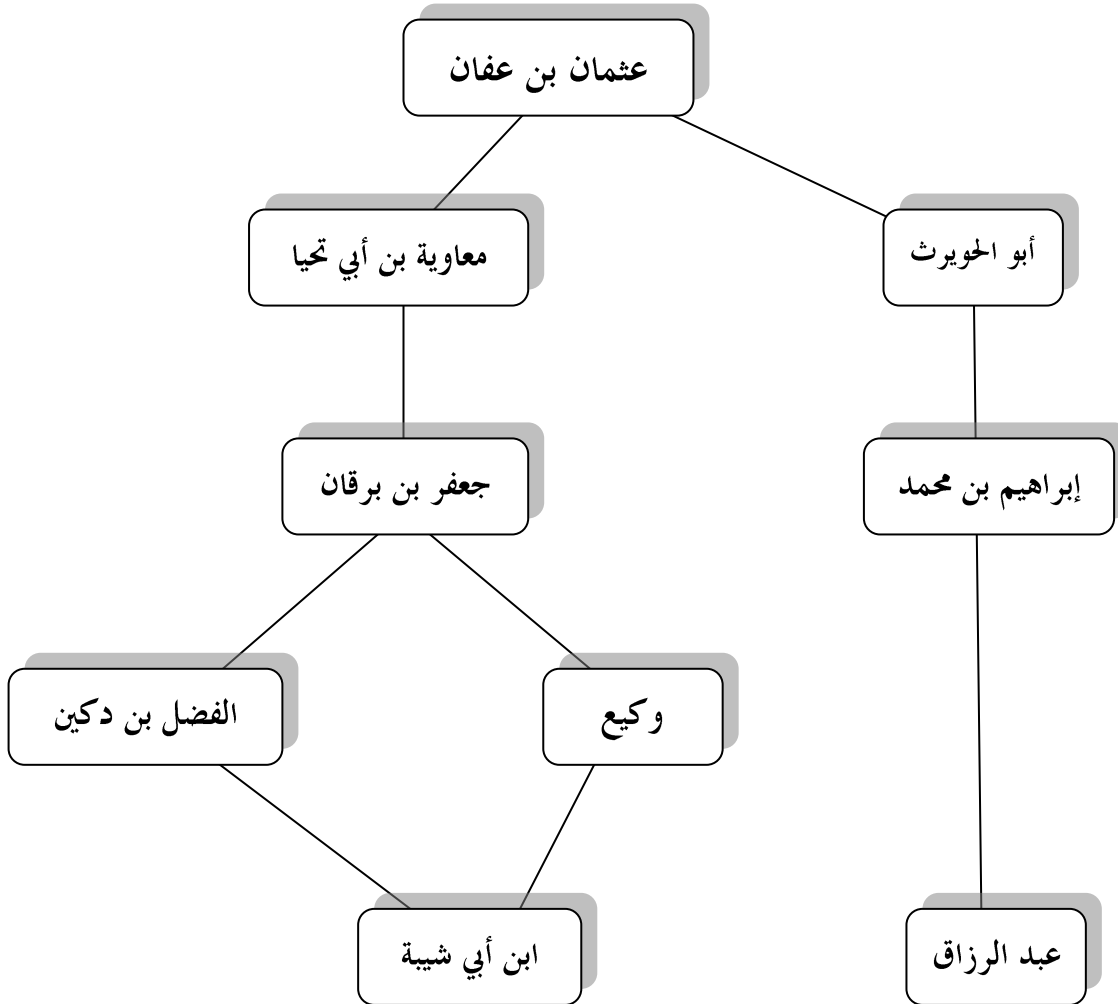 عثمان بن عفان
أبو الحويرث
معاوية بن أبي تحيا
إبراهيم بن محمد
جعفر بن برقان
وكيع
الفضل بن دكين
عبد الرزاق
ابن أبي شيبة